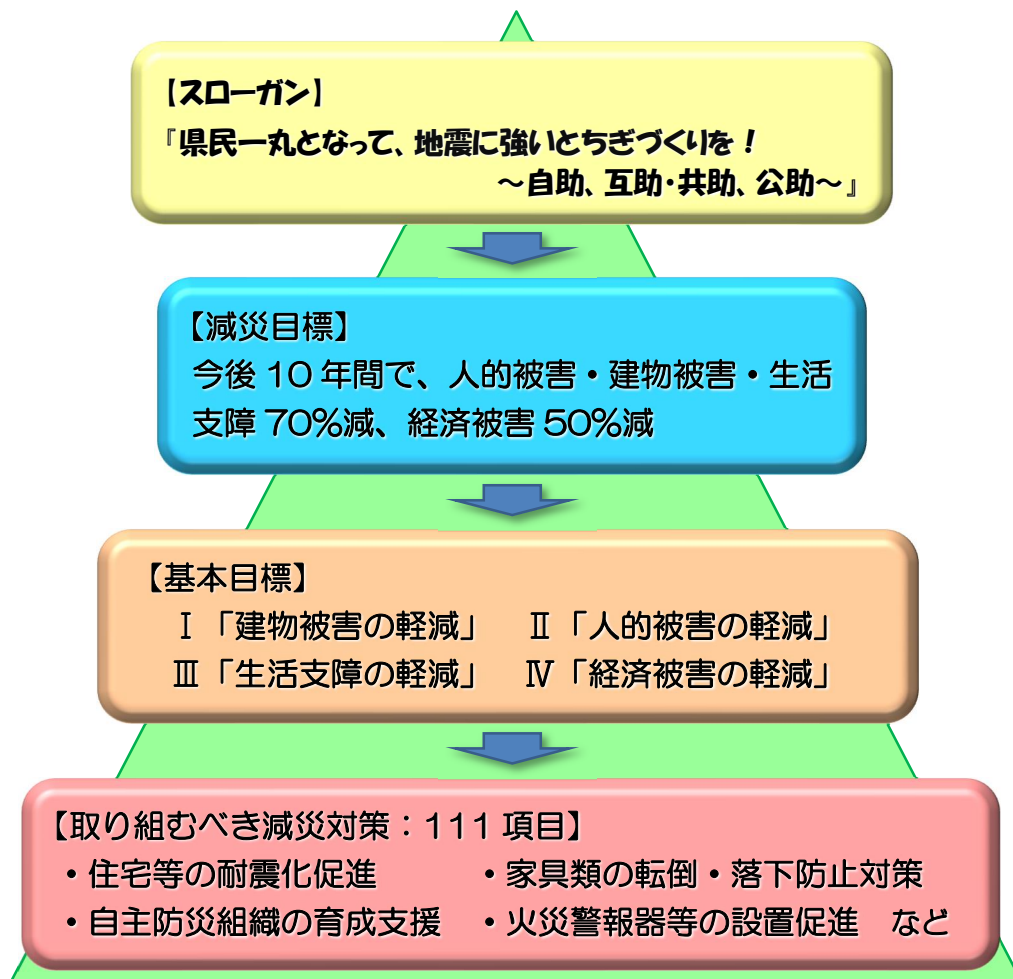 【スローガン】
『県民一丸となって、地震に強いとちぎづくりを！
～自助、互助・共助、公助～』
【減災目標】
今後 10 年間で、人的被害・建物被害・生活
支障 70%減、経済被害 50%減
【基本目標】
Ⅰ「建物被害の軽減」　Ⅱ「人的被害の軽減」
Ⅲ「生活支障の軽減」　Ⅳ「経済被害の軽減」
【取り組むべき減災対策：111 項目】
・住宅等の耐震化促進　・家具類の転倒・落下防止対策
・自主防災組織の育成支援　・火災警報器等の設置促進　など